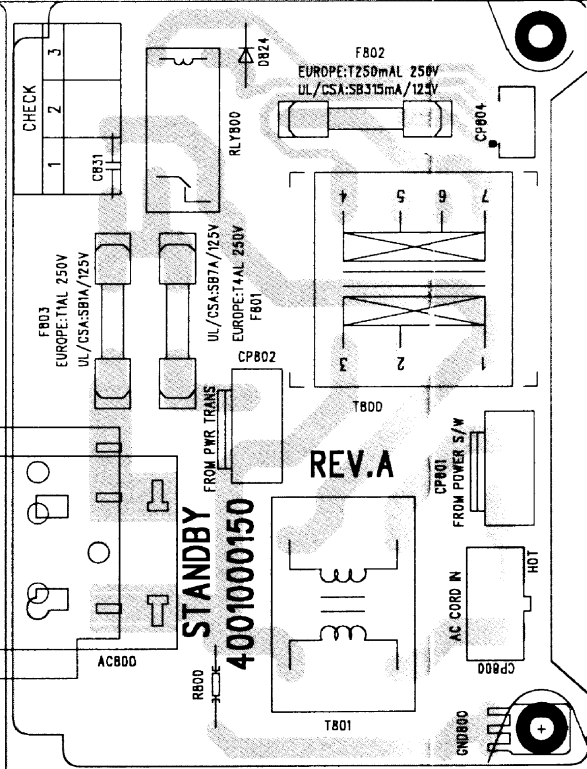 F802
EUROPE:T250mAL 250V
UL/CSA:SB315mA/125V
D824
RLY800
CHECK
1 2 3
C831
CP804
4 5 6 7
3 2 1
T800
F803
EUROPE:T1AL 250V
UL/CSA:SB1A/125V
UL/CSA:SB7A/125V
EUROPE:T4AL 250V
F801
CP802
FROM PWR TRANS
REV.A
CP801
FROM POWER S/W
STANDBY
4001000150
AC800
R800
T801
AC CORD IN
HOT
CP800
GND800